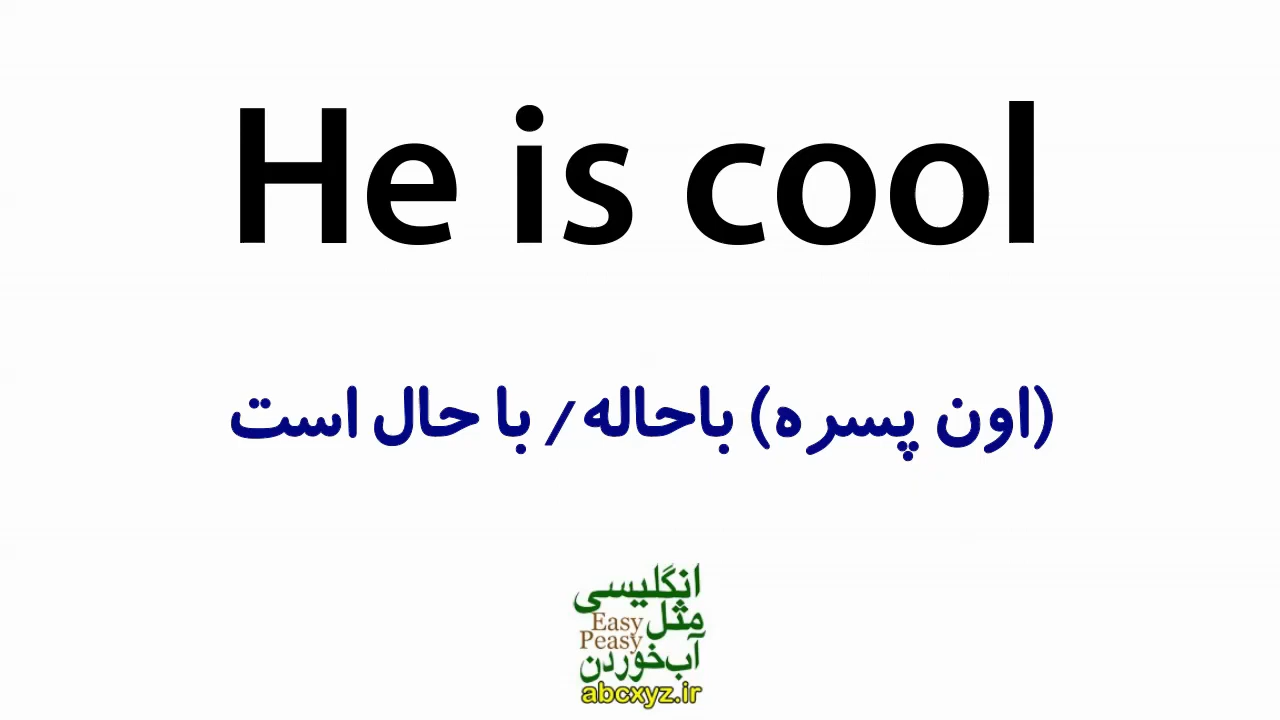 He is cool
(اون پسره) باحاله/ با حال است
انگلیسی
مثل
Easy
Peasy
آب‌خوردن
abcxyz.ir